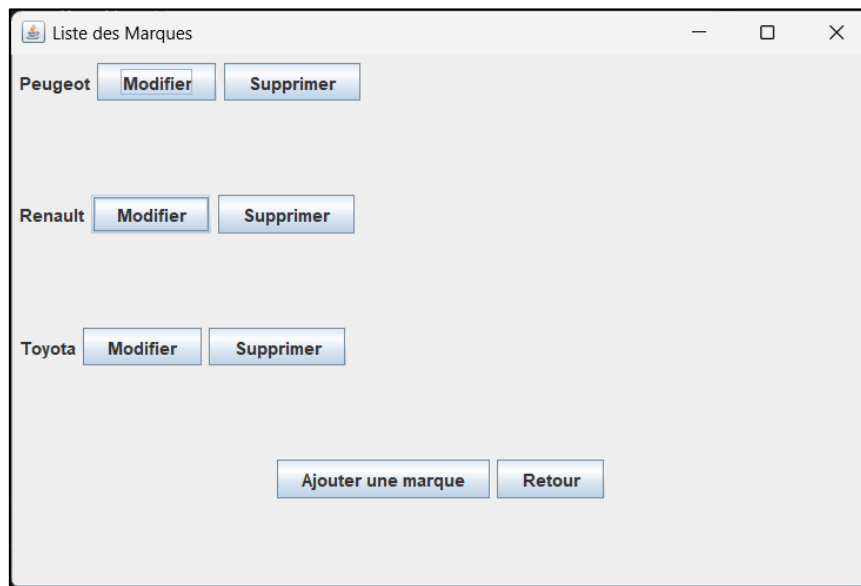 Liste des Marques
Peugeot Modifier Supprimer
Renault Modifier Supprimer
Toyota Modifier Supprimer
Ajouter une marque Retour